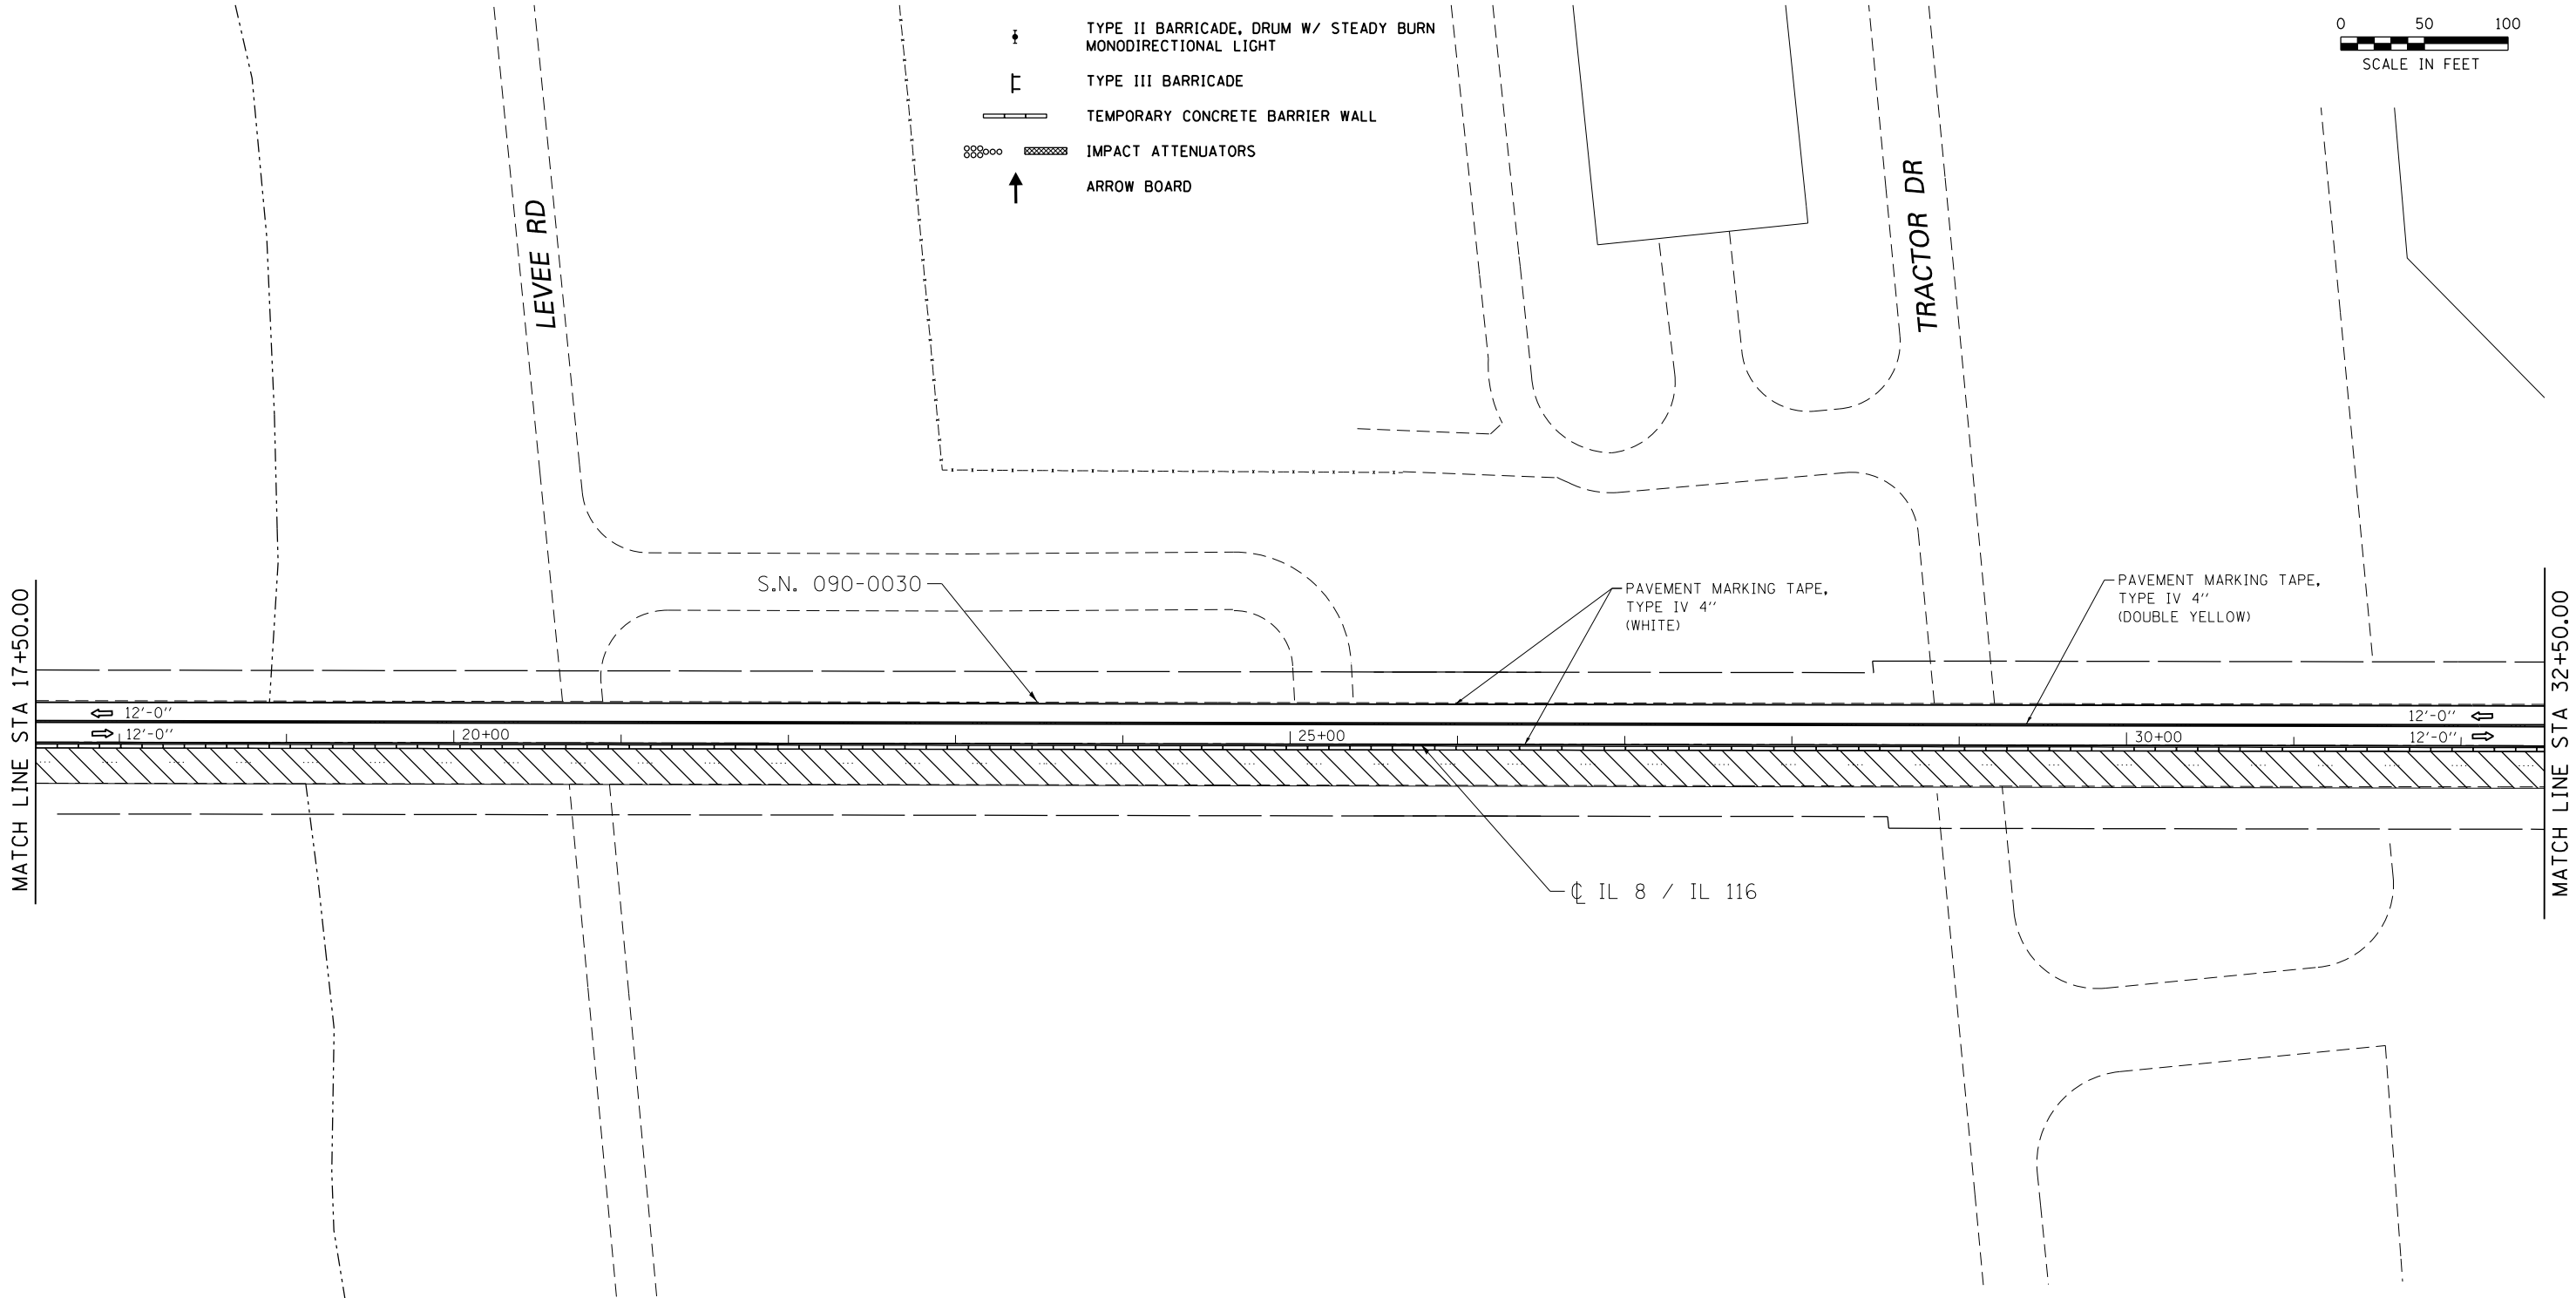 TYPE II BARRICADE, DRUM W/ STEADY BURN
MONODIRECTIONAL LIGHT
TYPE III BARRICADE
TEMPORARY CONCRETE BARRIER WALL
IMPACT ATTENUATORS
ARROW BOARD
0 50 100
SCALE IN FEET
LEVEE RD
TRACTOR DR
S.N. 090-0030
PAVEMENT MARKING TAPE,
TYPE IV 4''
(WHITE)
PAVEMENT MARKING TAPE,
TYPE IV 4''
(DOUBLE YELLOW)
MATCH LINE STA 17+50.00
12'-0''
12'-0''
20+00
25+00
30+00
12'-0''
12'-0''
MATCH LINE STA 32+50.00
℄ IL 8 / IL 116